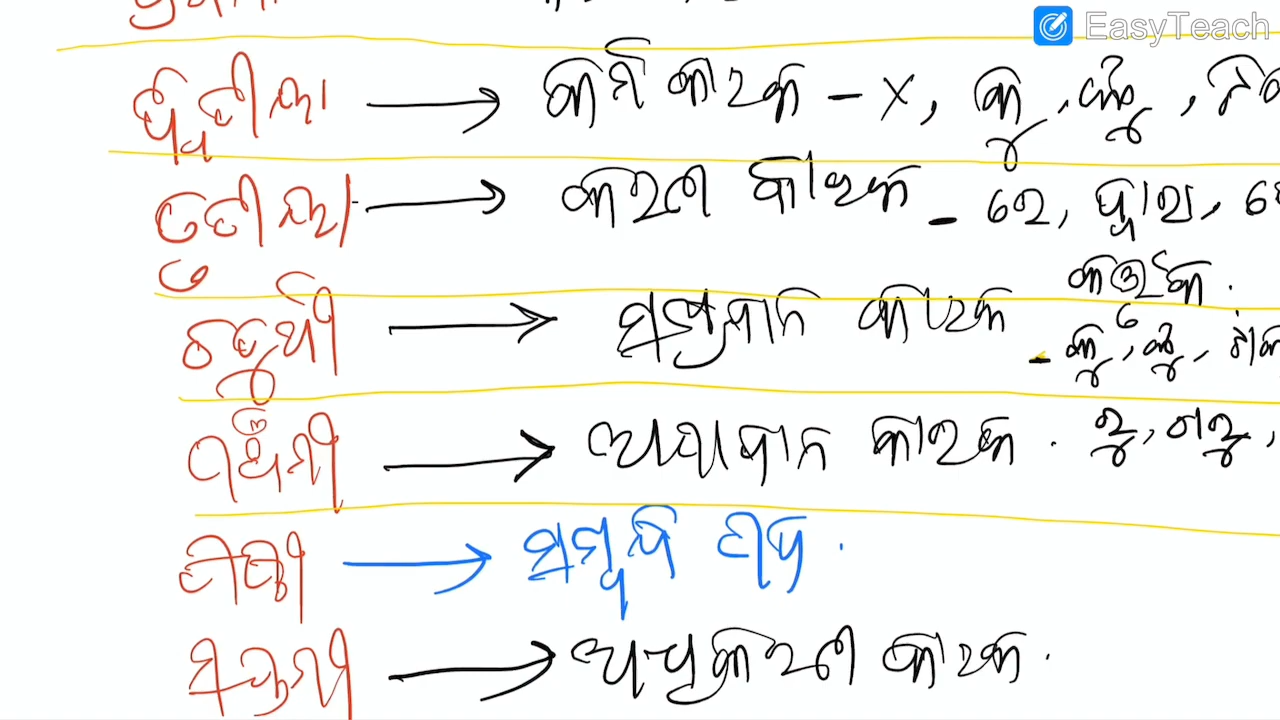 EasyTeach
ଦ୍ୱିତୀୟା → କର୍ମ କାରକ – x, କୁ, ଙ୍କୁ,
ତୃତୀୟା → କରଣ କାରକ – ରେ, ଦ୍ୱାରା,
କର୍ତ୍ତୃକ.
ଚତୁର୍ଥୀ → ସମ୍ପ୍ରଦାନ କାରକ – କୁ, ଙ୍କୁ,
ପଞ୍ଚମୀ → ଅପାଦାନ କାରକ . ରୁ, ଠାରୁ,
ଷଷ୍ଠୀ → ସମ୍ବନ୍ଧ ପଦ .
ସପ୍ତମୀ → ଅଧିକରଣ କାରକ .